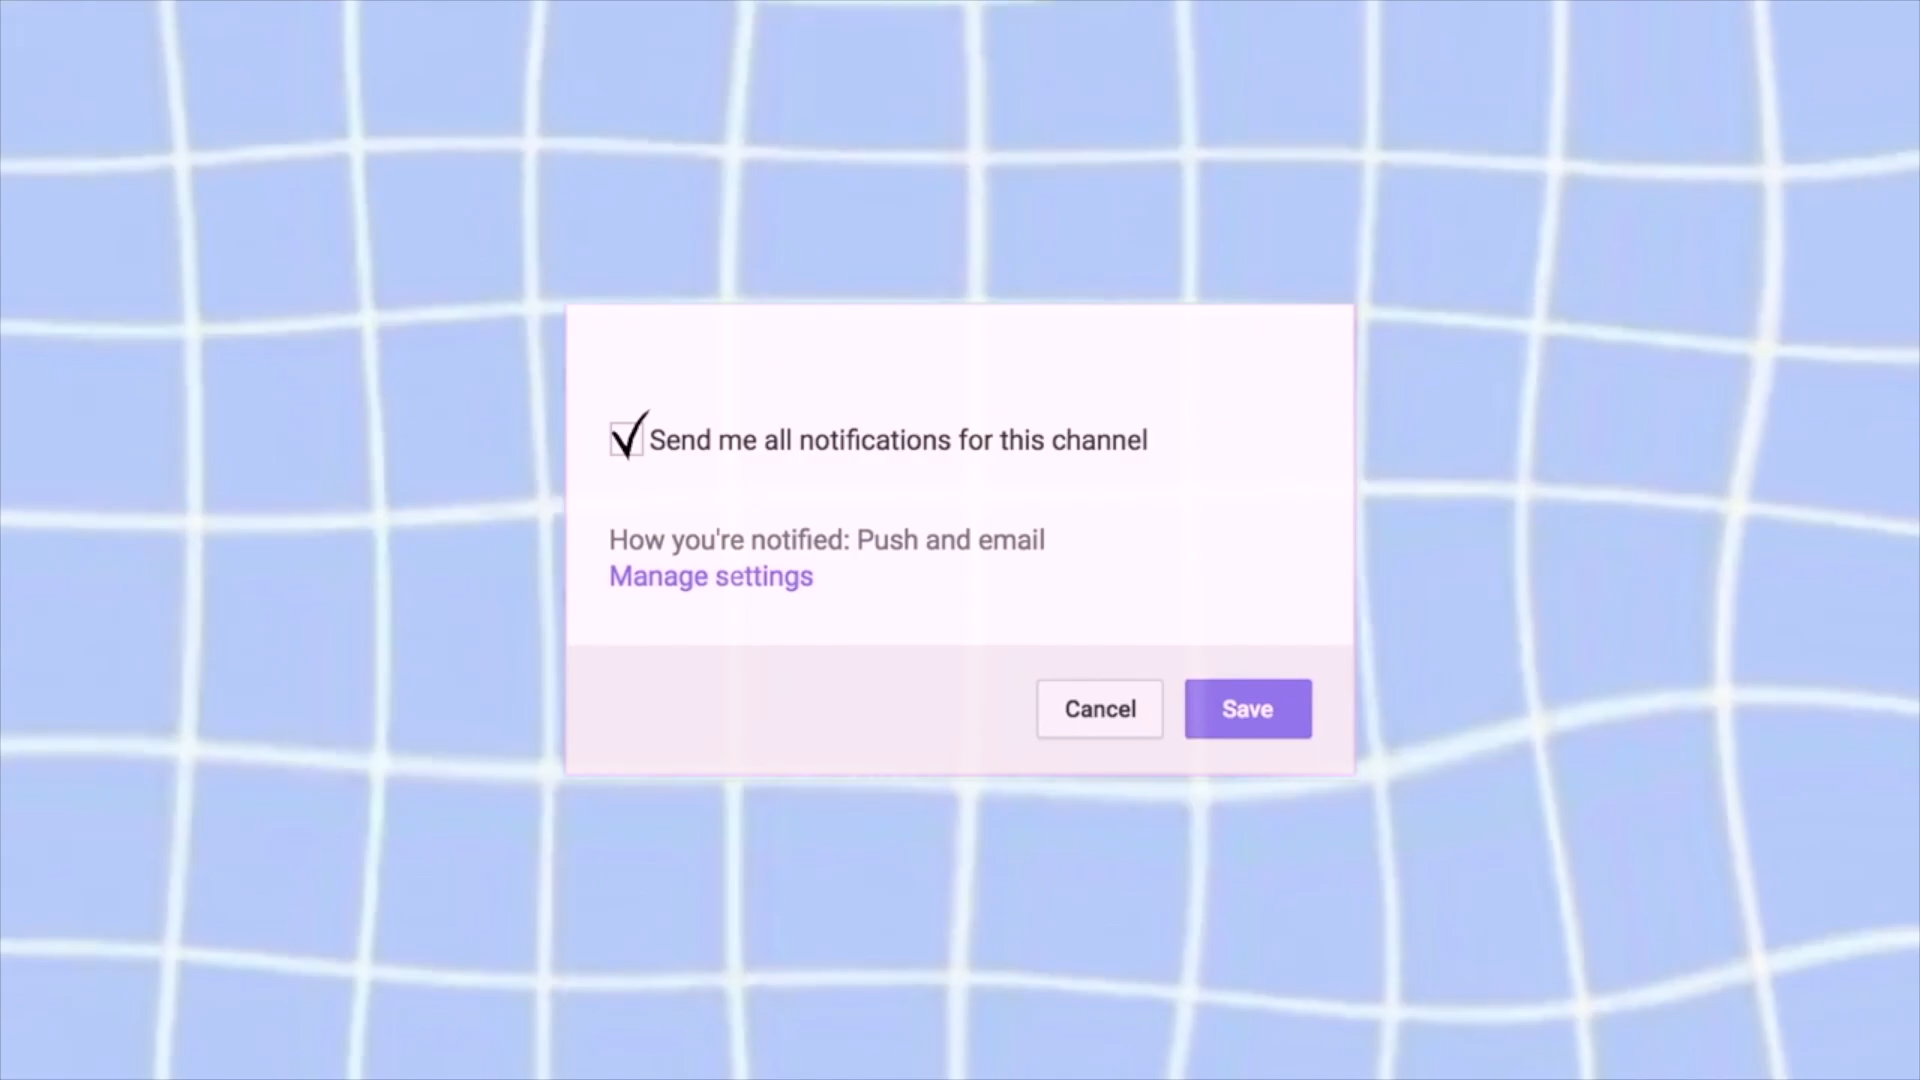 Send me all notifications for this channel
How you're notified: Push and email
Manage settings
Cancel Save